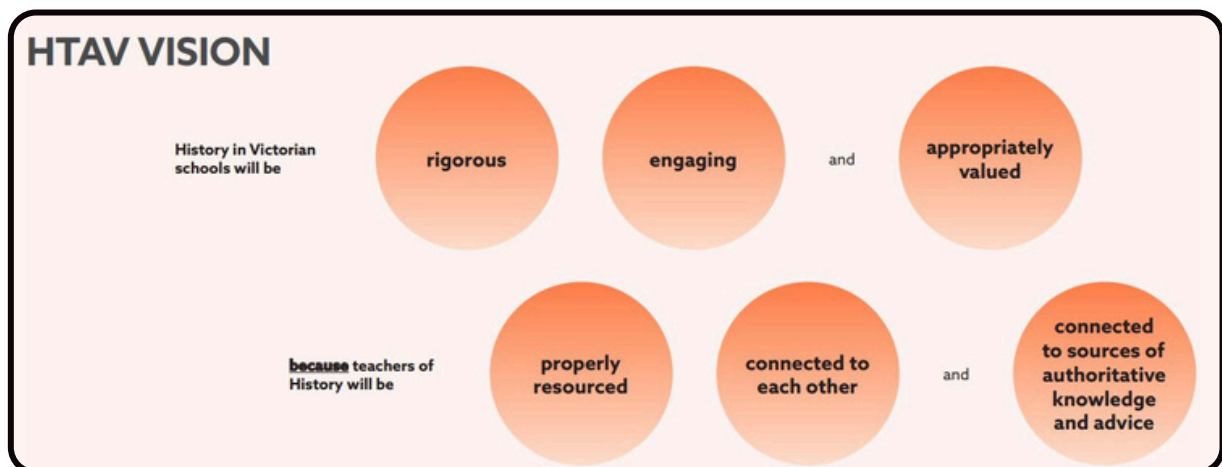 HTAV VISION
History in Victorian
schools will be
rigorous
engaging
and
appropriately
valued
because teachers of
History will be
properly
resourced
connected to
each other
and
connected
to sources of
authoritative
knowledge
and advice